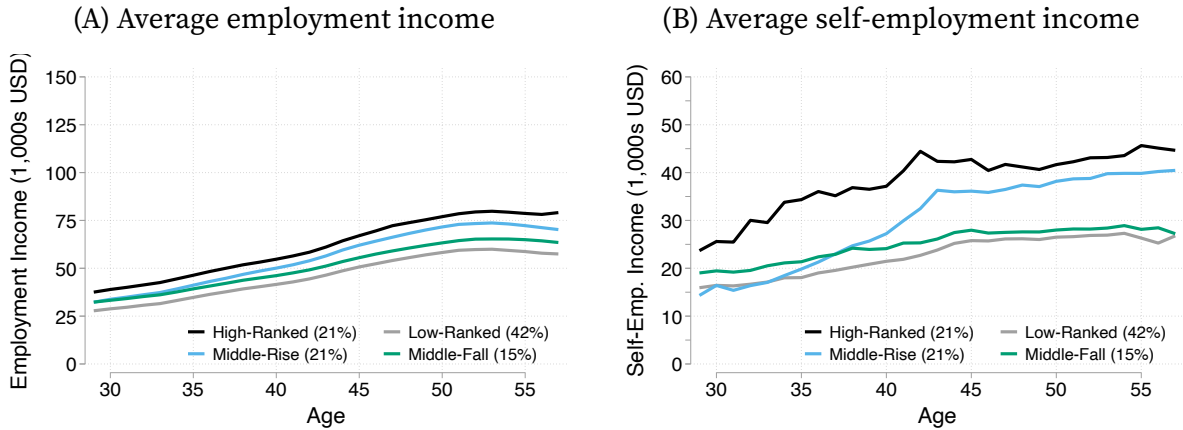 (A) Average employment income
Employment Income (1,000s USD)
150
125
100
75
50
25
0
High-Ranked (21%)
Low-Ranked (42%)
Middle-Rise (21%)
Middle-Fall (15%)
30
35
40
45
50
55
Age
(B) Average self-employment income
Self-Emp. Income (1,000s USD)
60
50
40
30
20
10
0
High-Ranked (21%)
Low-Ranked (42%)
Middle-Rise (21%)
Middle-Fall (15%)
30
35
40
45
50
55
Age